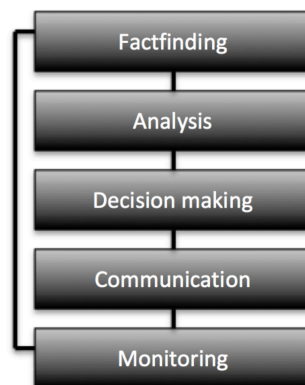 Factfinding
Analysis
Decision making
Communication
Monitoring